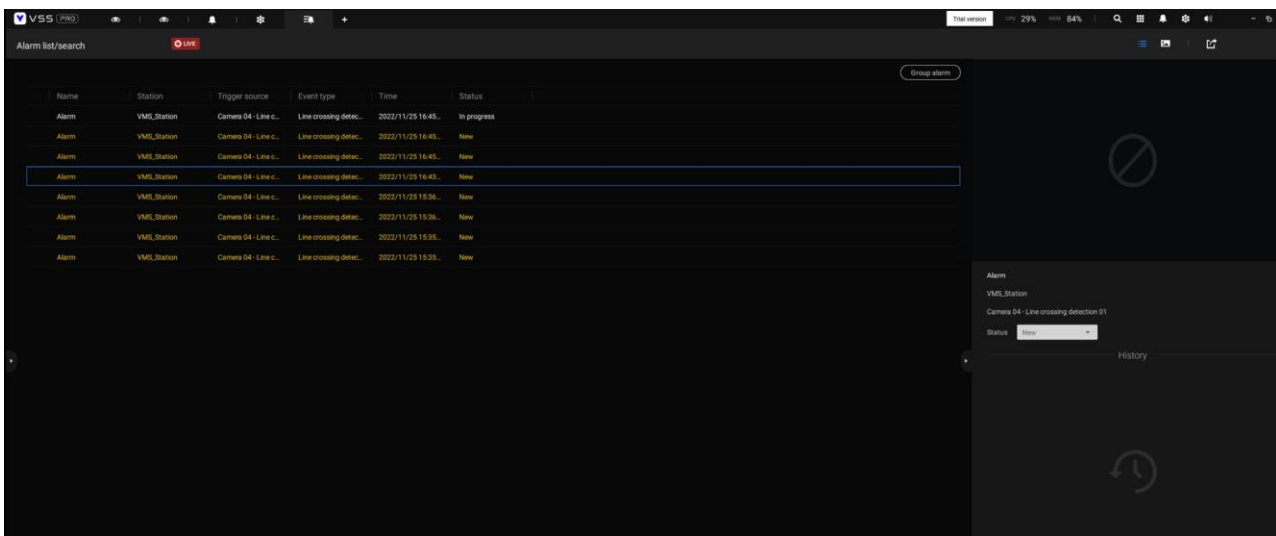 VSS PRO Trial version CPU 29% MEM 84%
Alarm list/search LIVE
Group alarm
Name Station Trigger source Event type Time Status
Alarm VMS_Station Camera 04 - Line c... Line crossing detec... 2022/11/25 16:45... In progress
Alarm VMS_Station Camera 04 - Line c... Line crossing detec... 2022/11/25 16:45... New
Alarm VMS_Station Camera 04 - Line c... Line crossing detec... 2022/11/25 16:45... New
Alarm VMS_Station Camera 04 - Line c... Line crossing detec... 2022/11/25 16:43... New
Alarm VMS_Station Camera 04 - Line c... Line crossing detec... 2022/11/25 15:36... New
Alarm VMS_Station Camera 04 - Line c... Line crossing detec... 2022/11/25 15:36... New
Alarm VMS_Station Camera 04 - Line c... Line crossing detec... 2022/11/25 15:35... New
Alarm VMS_Station Camera 04 - Line c... Line crossing detec... 2022/11/25 15:35... New
Alarm
VMS_Station
Camera 04 - Line crossing detection 01
Status New
History